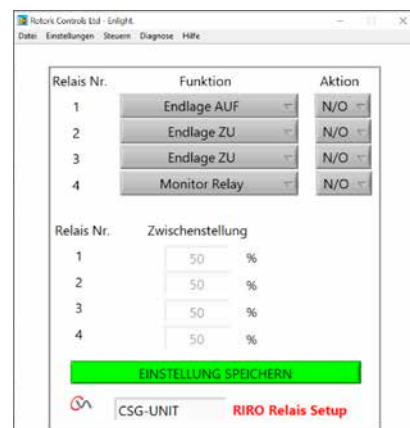 Rotork Controls Ltd - Enlight
Datei Einstellungen Steuern Diagnose Hilfe
Relais Nr. Funktion Aktion
1 Endlage AUF N/O
2 Endlage ZU N/O
3 Endlage ZU N/O
4 Monitor Relay N/O
Relais Nr. Zwischenstellung
1 50 %
2 50 %
3 50 %
4 50 %
EINSTELLUNG SPEICHERN
CSG-UNIT RIRO Relais Setup